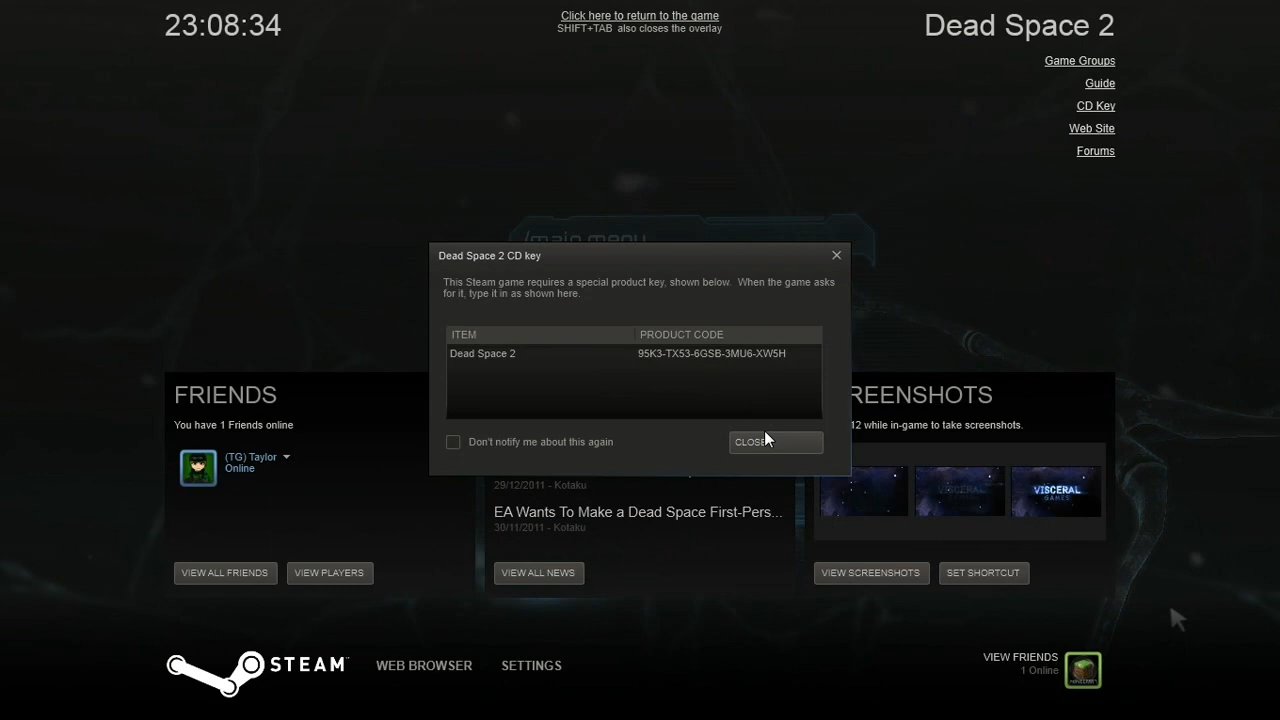 23:08:34
Click here to return to the game
SHIFT+TAB also closes the overlay
Dead Space 2
Game Groups
Guide
CD Key
Web Site
Forums
/main menu
Dead Space 2 CD key
This Steam game requires a special product key, shown below. When the game asks
for it, type it in as shown here.
ITEM PRODUCT CODE
Dead Space 2 95K3-TX53-6GSB-3MU6-XW5H
Don't notify me about this again
CLOSE
FRIENDS
You have 1 Friends online
(TG) Taylor
Online
VIEW ALL FRIENDS VIEW PLAYERS
29/12/2011 - Kotaku
EA Wants To Make a Dead Space First-Pers...
30/11/2011 - Kotaku
VIEW ALL NEWS
REENSHOTS
12 while in-game to take screenshots.
VISCERAL
GAMES
VIEW SCREENSHOTS SET SHORTCUT
STEAM
WEB BROWSER SETTINGS
VIEW FRIENDS
1 Online